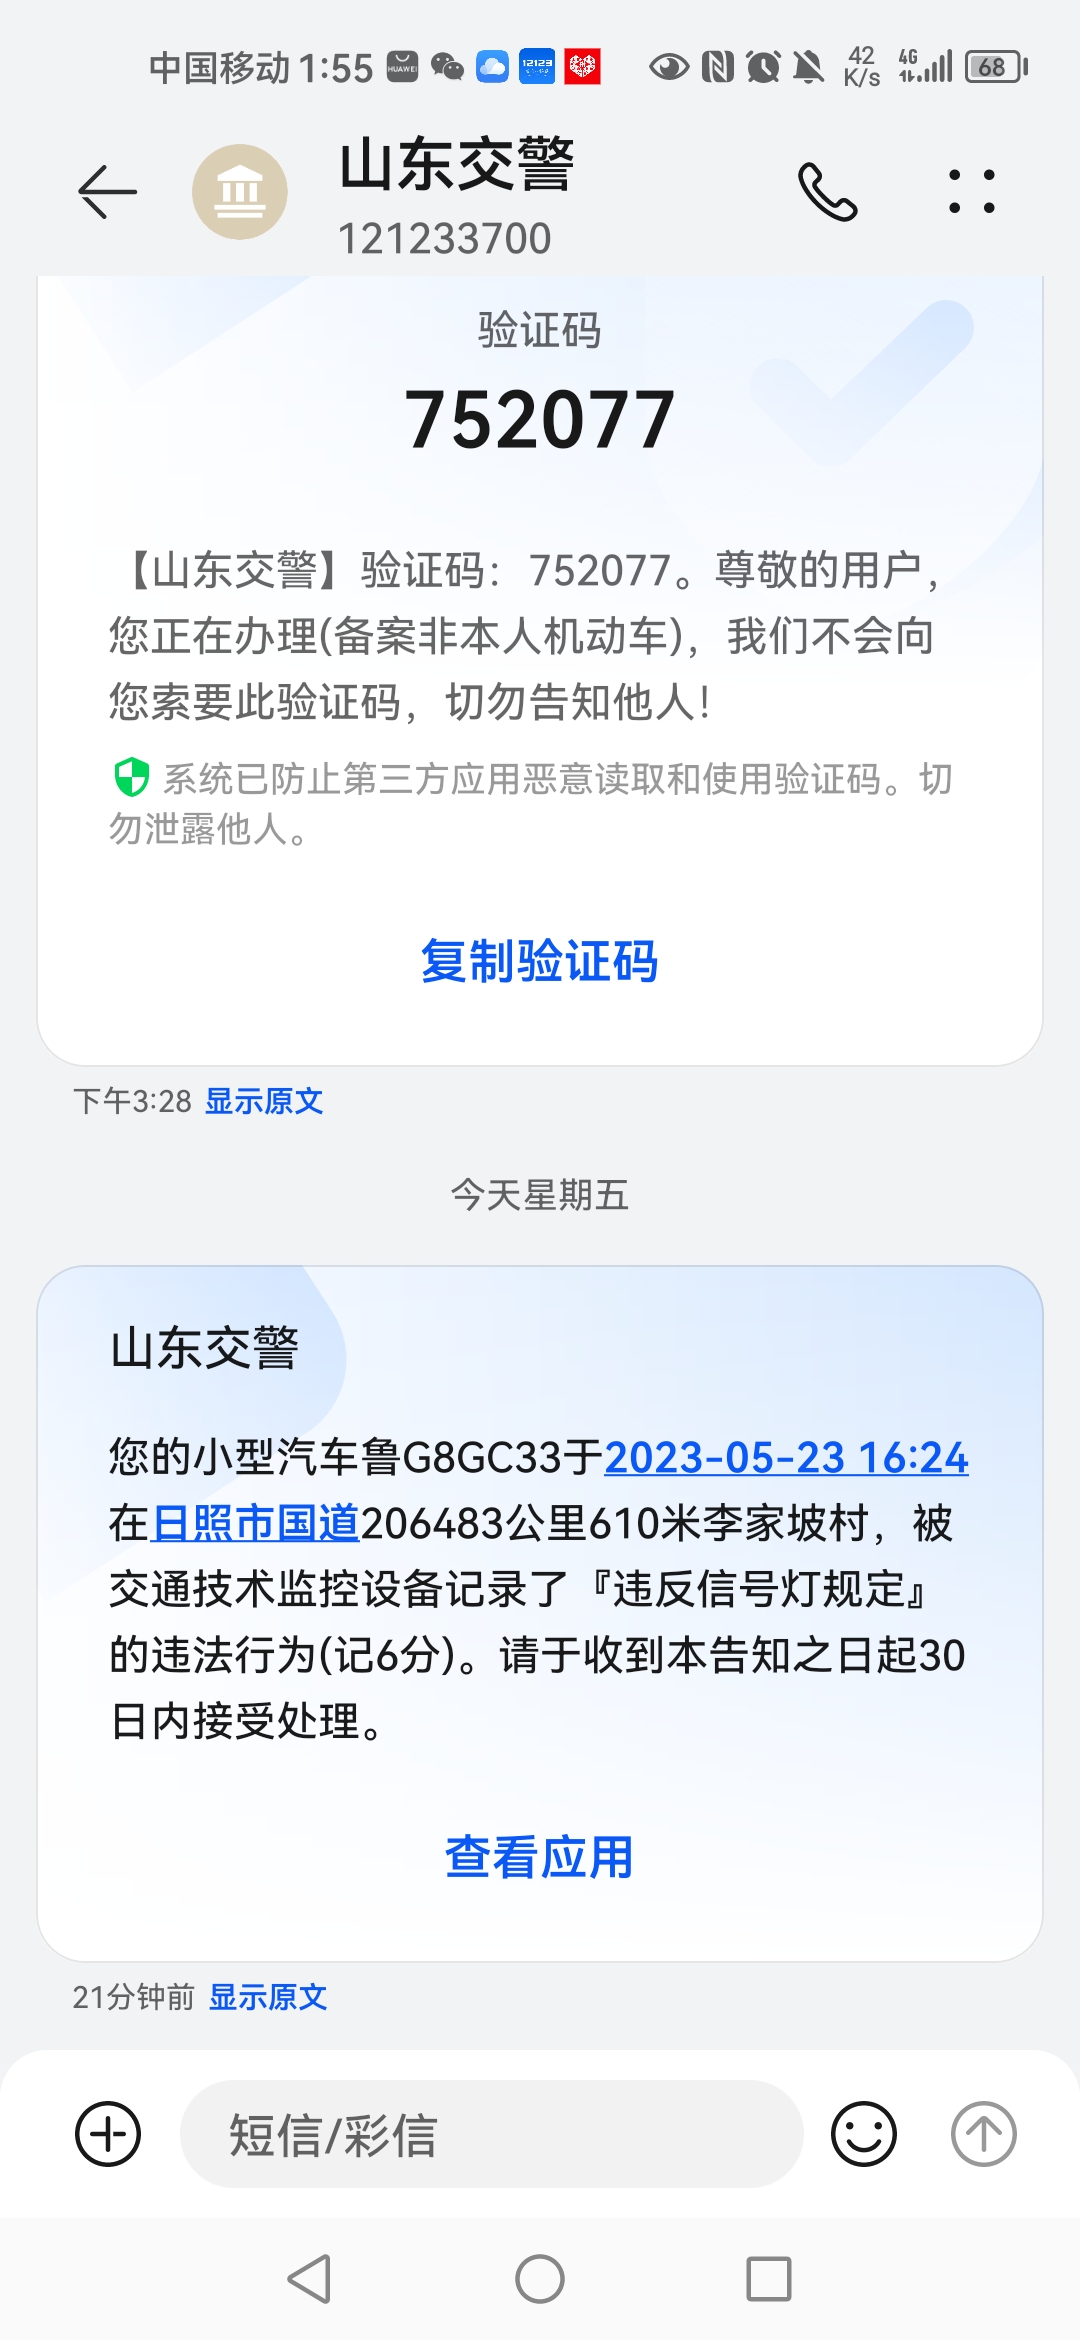 中国移动 1:55 HUAWEI 12123 42 K/s 4G 68
山东交警
121233700
验证码
752077
【山东交警】验证码：752077。尊敬的用户，
您正在办理(备案非本人机动车)，我们不会向
您索要此验证码，切勿告知他人！
系统已防止第三方应用恶意读取和使用验证码。切
勿泄露他人。
复制验证码
下午3:28 显示原文
今天星期五
山东交警
您的小型汽车鲁G8GC33于2023-05-23 16:24
在日照市国道206483公里610米李家坡村，被
交通技术监控设备记录了『违反信号灯规定』
的违法行为(记6分)。请于收到本告知之日起30
日内接受处理。
查看应用
21分钟前 显示原文
短信/彩信